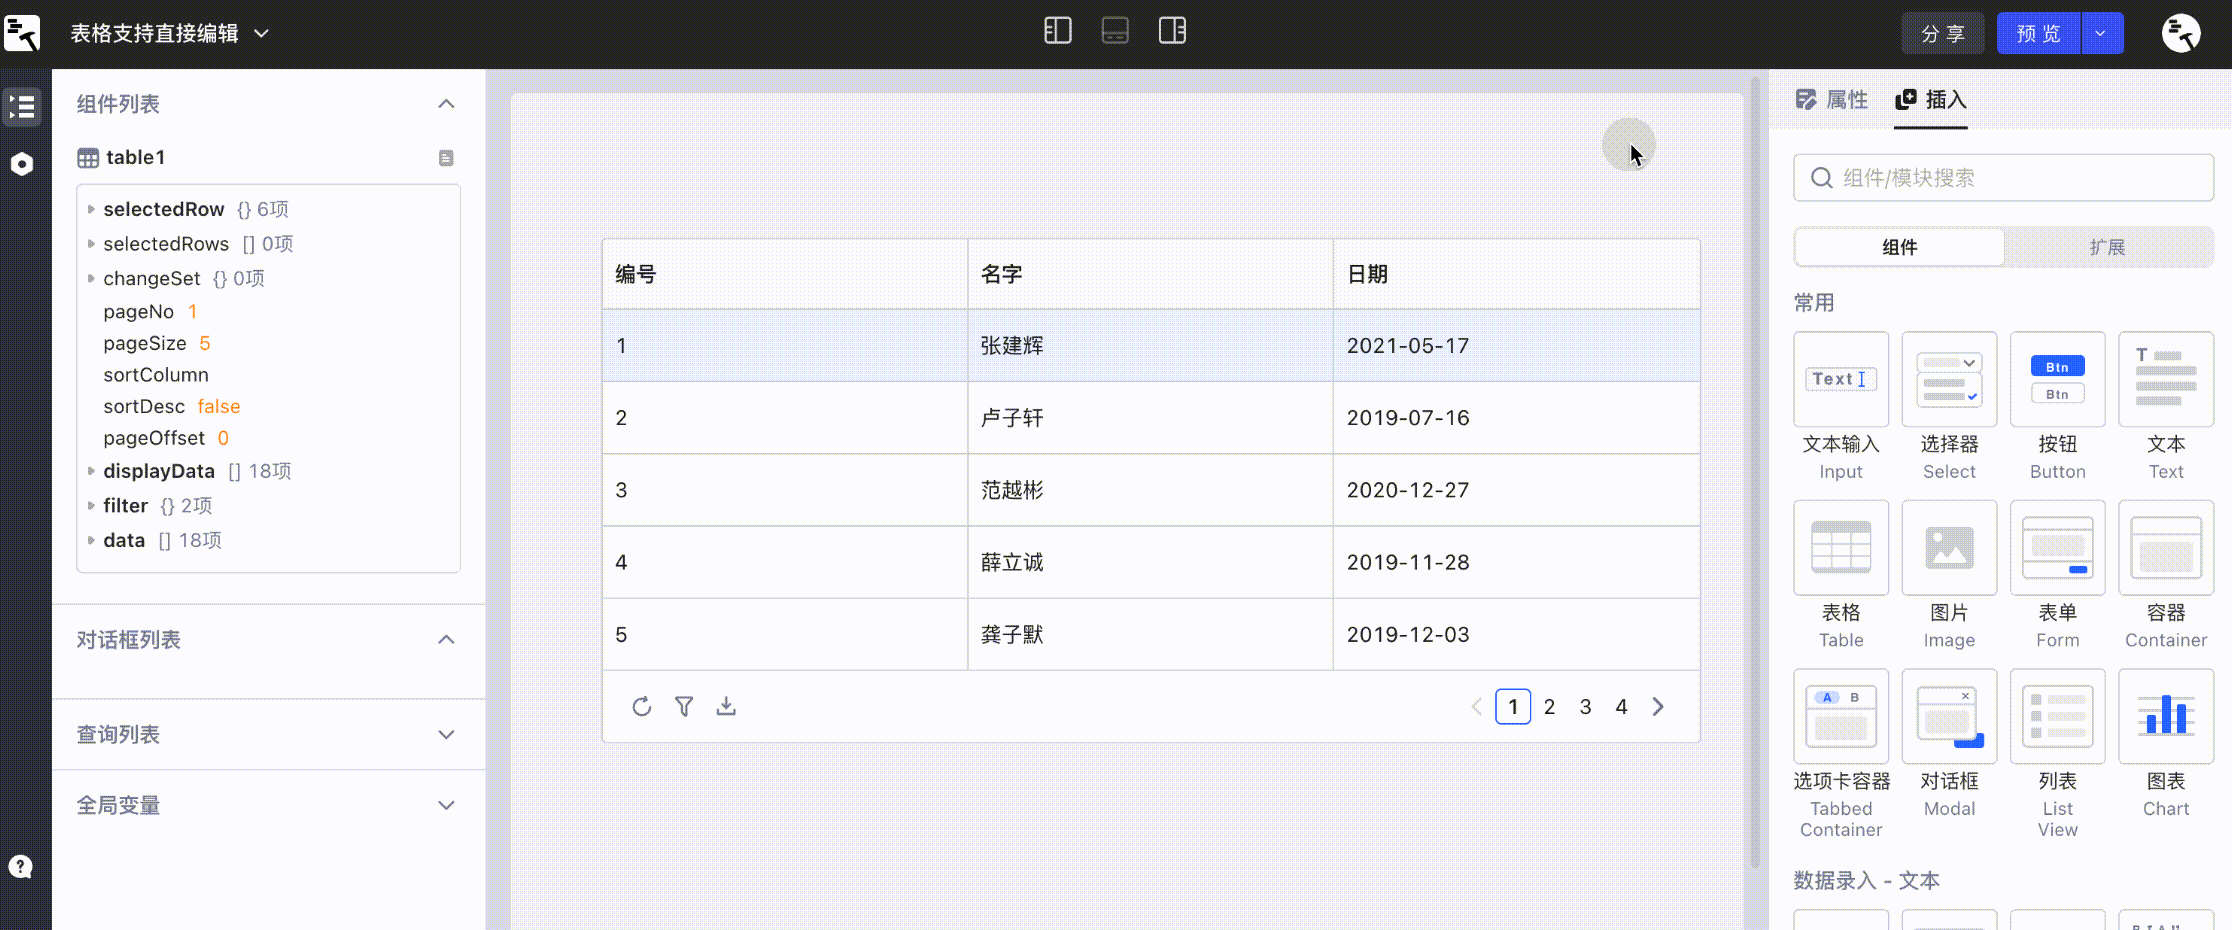 表格支持直接编辑
分享
预览
组件列表
table1
selectedRow {} 6项
selectedRows [] 0项
changeSet {} 0项
pageNo 1
pageSize 5
sortColumn
sortDesc false
pageOffset 0
displayData [] 18项
filter {} 2项
data [] 18项
对话框列表
查询列表
全局变量
编号 名字 日期
1 张建辉 2021-05-17
2 卢子轩 2019-07-16
3 范越彬 2020-12-27
4 薛立诚 2019-11-28
5 龚子默 2019-12-03
1 2 3 4
属性 插入
组件/模块搜索
组件 扩展
常用
Text Btn T
Btn
文本输入 选择器 按钮 文本
Input Select Button Text
表格 图片 表单 容器
Table Image Form Container
A B ×
选项卡容器 对话框 列表 图表
Tabbed Container Modal List View Chart
数据录入 - 文本